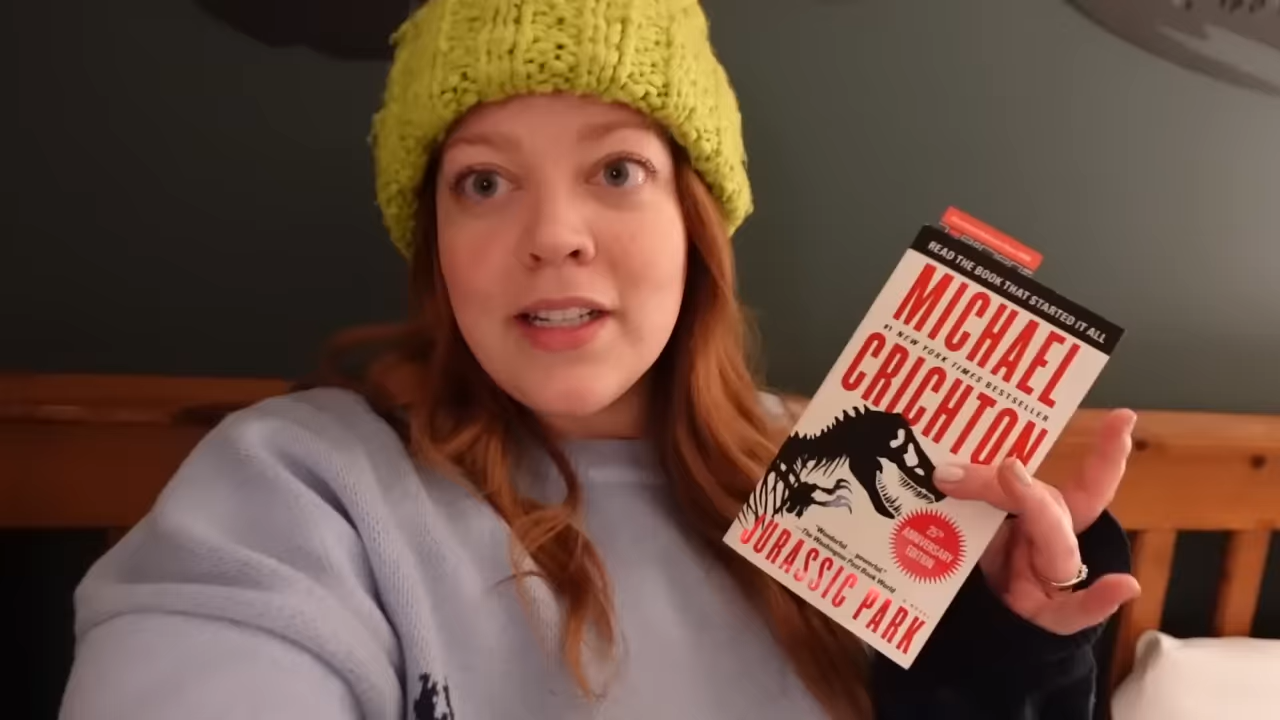 READ THE BOOK THAT STARTED IT ALL
MICHAEL
#1 NEW YORK TIMES BESTSELLER
CRICHTON
"Wonderful... powerful."
—The Washington Post Book World
25th
ANNIVERSARY
EDITION
JURASSIC PARK
A NOVEL